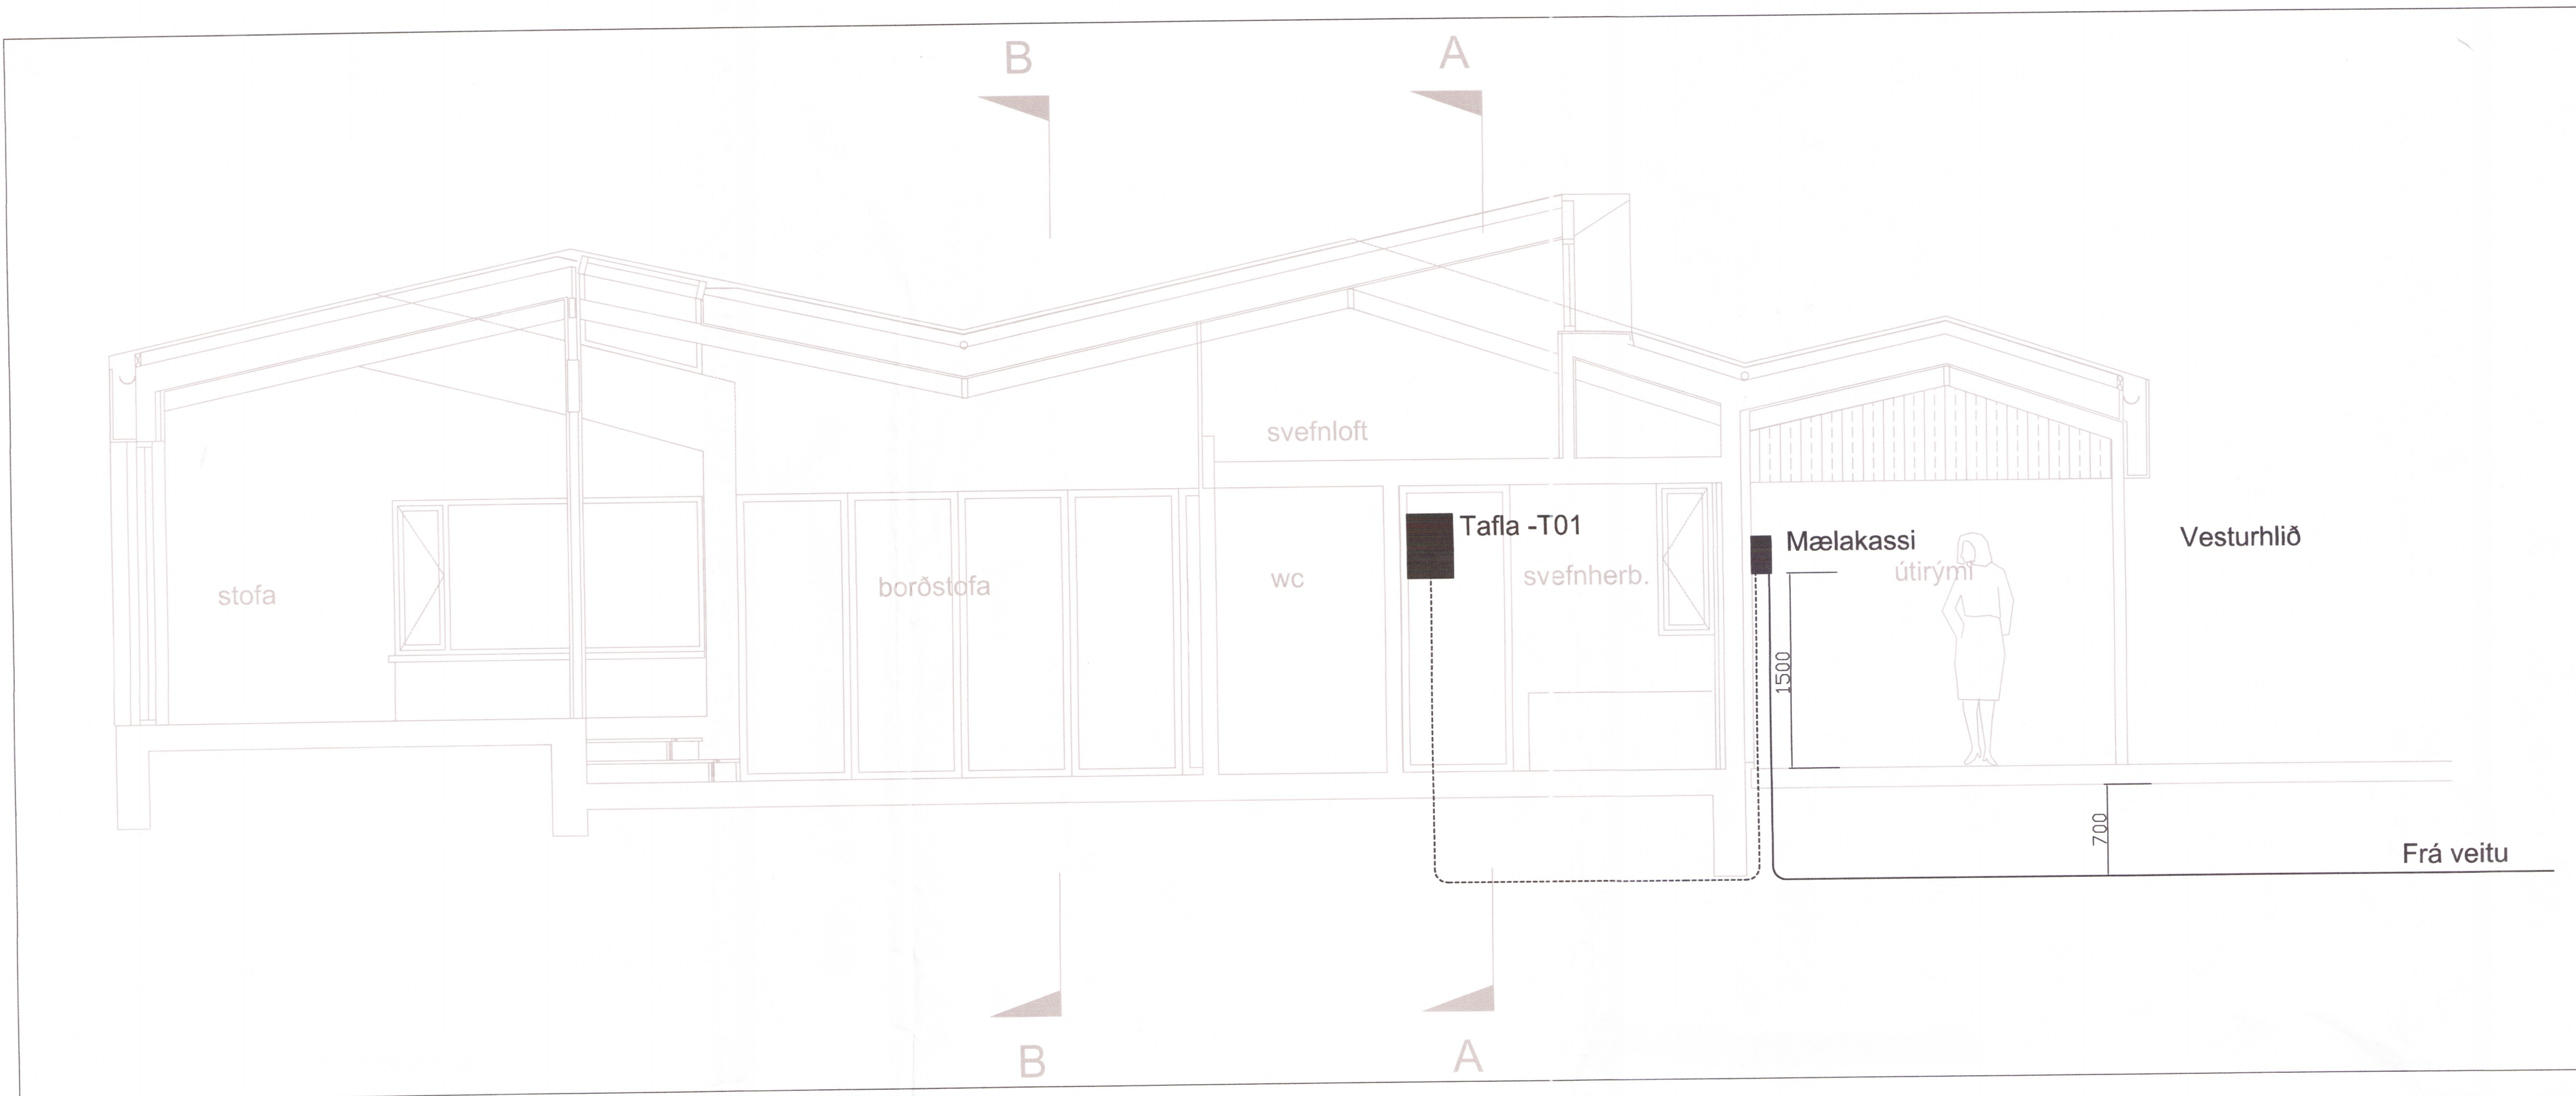 B
A
svefnloft
Tafla -T01
Mælakassi
Vesturhlið
stofa
borðstofa
wc
svefnherb.
útirými
1500
700
Frá veitu
B
A